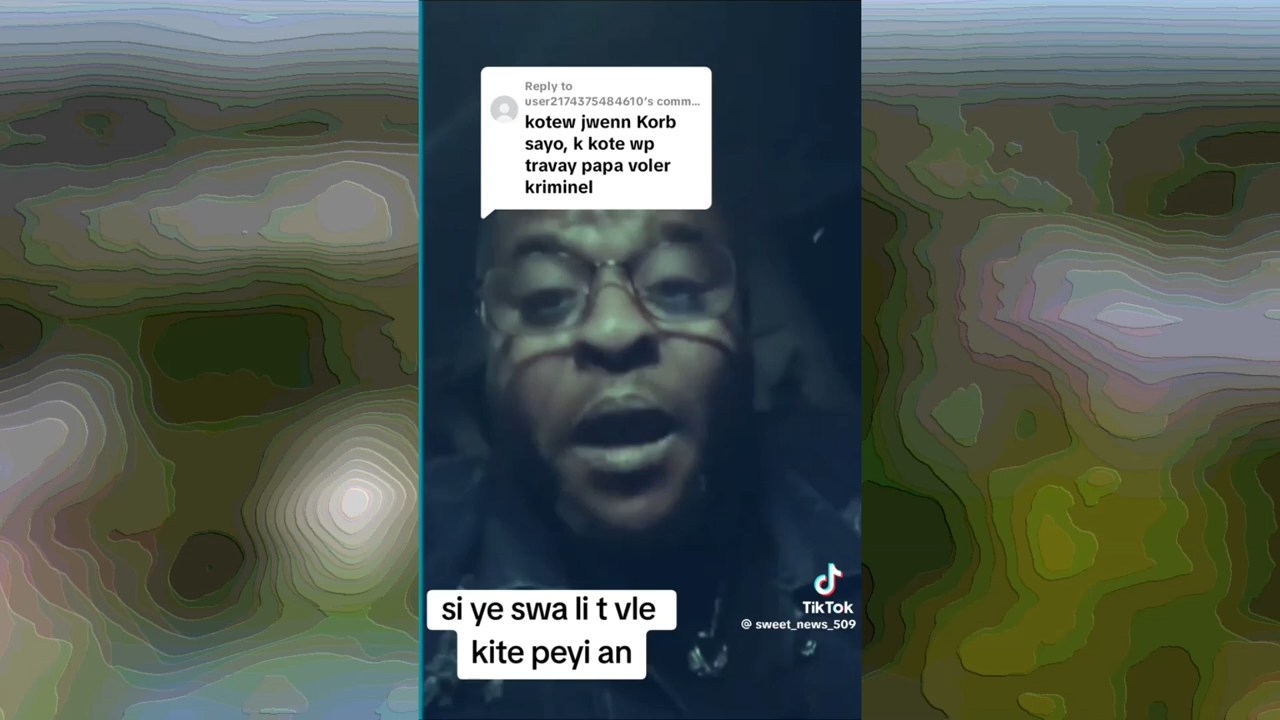 Reply to
user2174375484610's comm...
kotew jwenn Korb
sayo, k kote wp
travay papa voler
kriminel
si ye swa li t vle
kite peyi an
TikTok
@ sweet_news_509